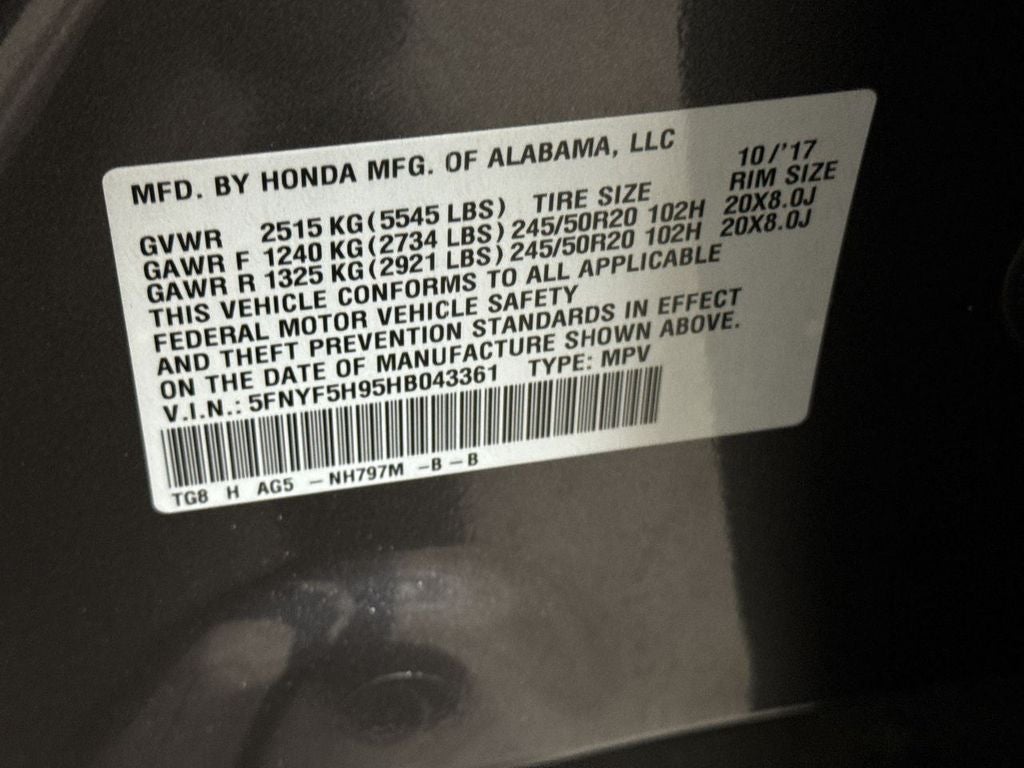 MFD. BY HONDA MFG. OF ALABAMA, LLC 10/'17
GVWR 2515 KG(5545 LBS) TIRE SIZE RIM SIZE
GAWR F 1240 KG(2734 LBS)245/50R20 102H 20X8.0J
GAWR R 1325 KG(2921 LBS)245/50R20 102H 20X8.0J
THIS VEHICLE CONFORMS TO ALL APPLICABLE
FEDERAL MOTOR VEHICLE SAFETY
AND THEFT PREVENTION STANDARDS IN EFFECT
ON THE DATE OF MANUFACTURE SHOWN ABOVE.
V.I.N.: 5FNYF5H95HB043361 TYPE: MPV
TG8 H AG5 -NH797M -B-B